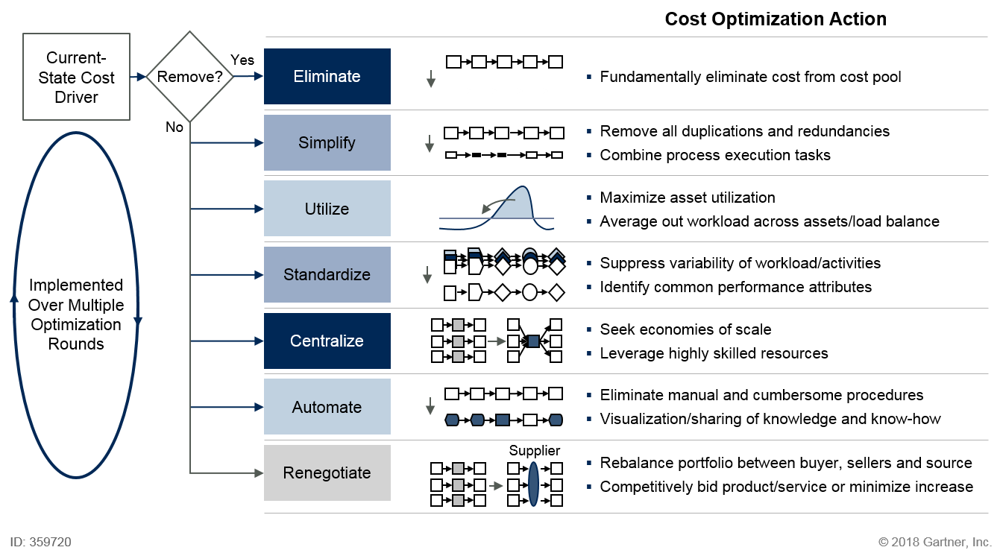 Cost Optimization Action
Current-
State Cost
Driver
Remove?
Yes
No
Eliminate
▪ Fundamentally eliminate cost from cost pool
Simplify
▪ Remove all duplications and redundancies
▪ Combine process execution tasks
Utilize
▪ Maximize asset utilization
▪ Average out workload across assets/load balance
Standardize
▪ Suppress variability of workload/activities
▪ Identify common performance attributes
Implemented
Over Multiple
Optimization
Rounds
Centralize
▪ Seek economies of scale
▪ Leverage highly skilled resources
Automate
▪ Eliminate manual and cumbersome procedures
▪ Visualization/sharing of knowledge and know-how
Renegotiate
Supplier
▪ Rebalance portfolio between buyer, sellers and source
▪ Competitively bid product/service or minimize increase
ID: 359720
© 2018 Gartner, Inc.